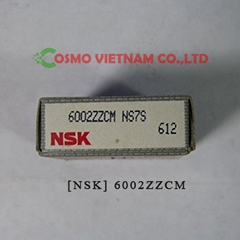 COSMO VIETNAM CO.,LTD
6002ZZCM NS7S
NSK 612
[NSK] 6002ZZCM